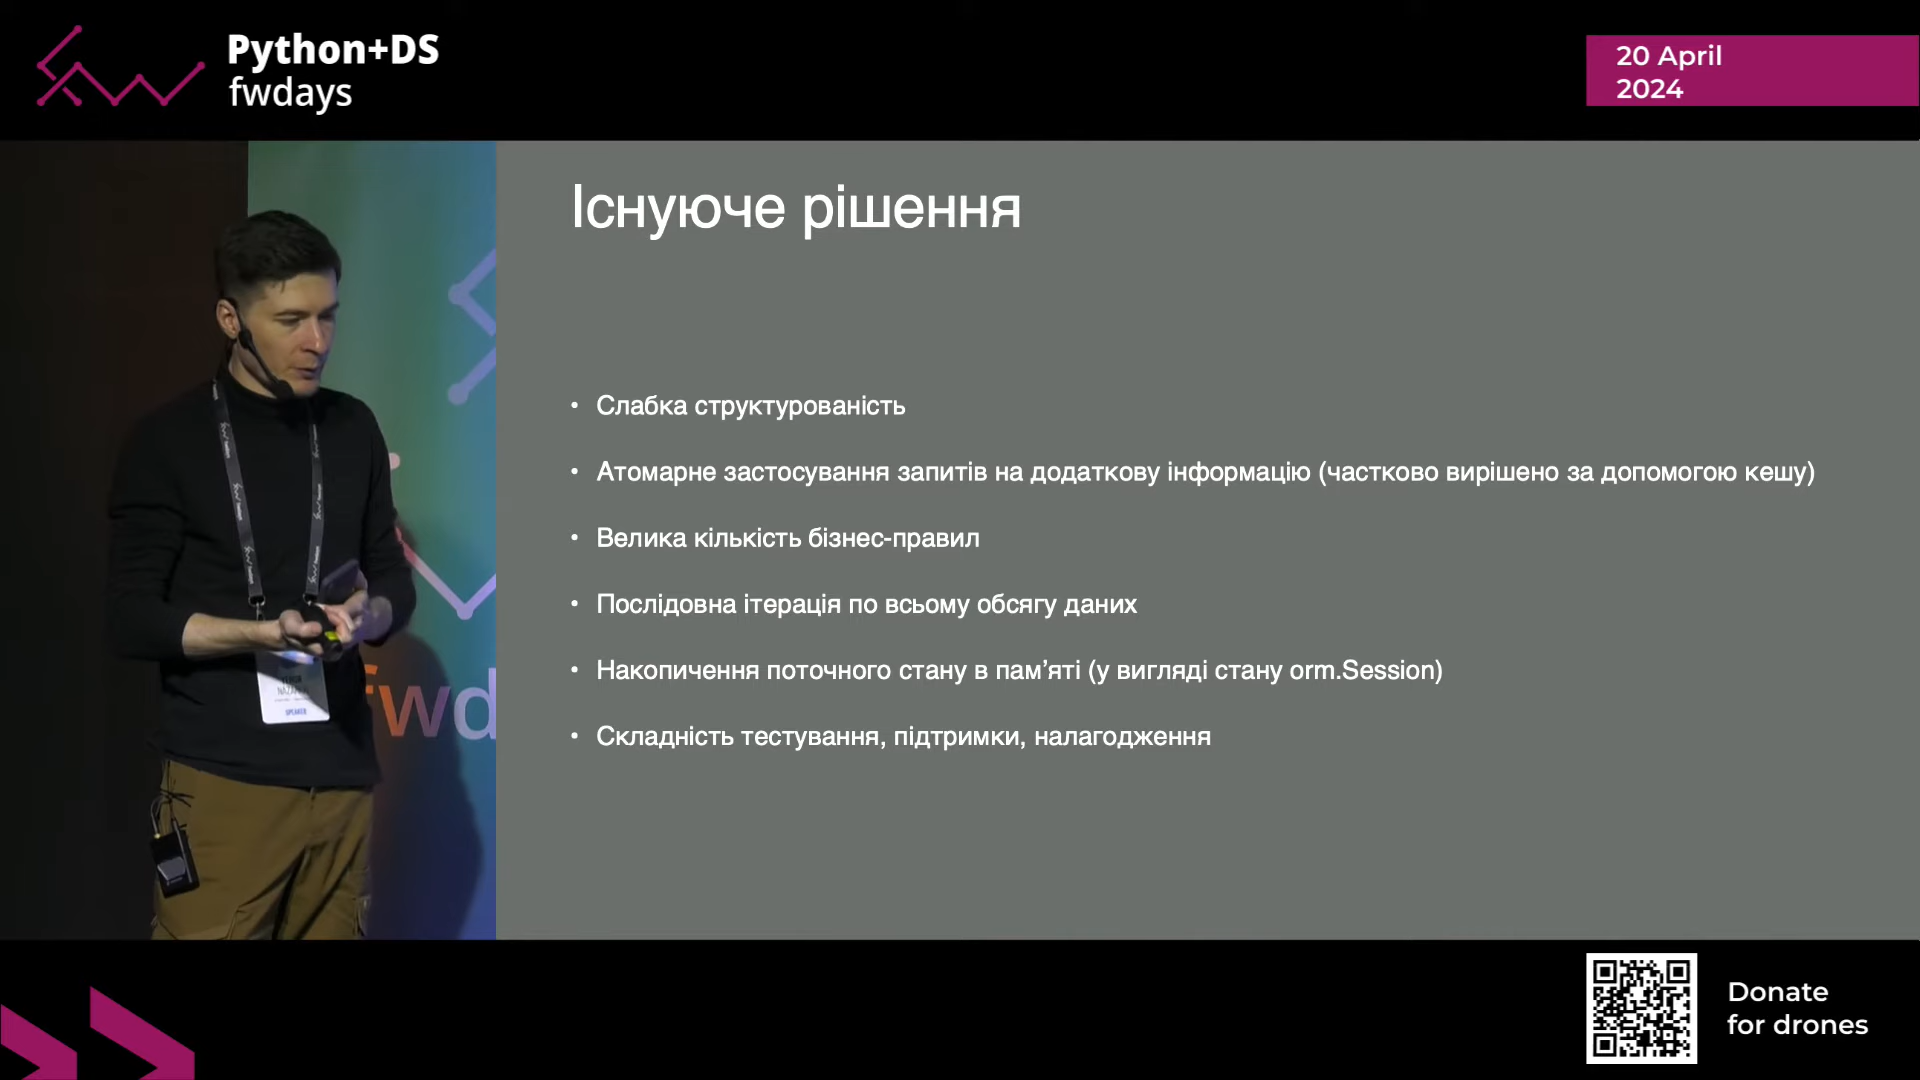 Python+DS
fwdays
20 April
2024
Існуюче рішення
• Слабка структурованість
• Атомарне застосування запитів на додаткову інформацію (частково вирішено за допомогою кешу)
• Велика кількість бізнес-правил
• Послідовна ітерація по всьому обсягу даних
• Накопичення поточного стану в пам’яті (у вигляді стану orm.Session)
• Складність тестування, підтримки, налагодження
fwd
SPEAKER
Donate
for drones